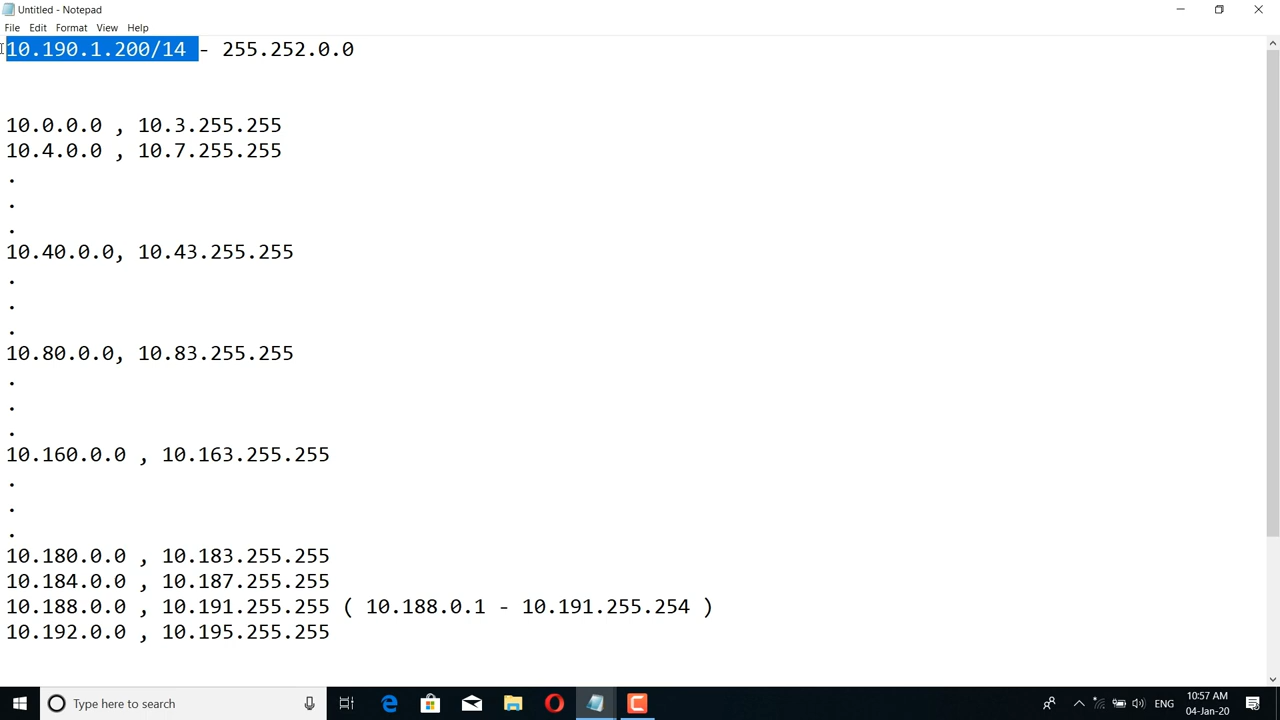 Untitled - Notepad
File Edit Format View Help
10.190.1.200/14 - 255.252.0.0
10.0.0.0 , 10.3.255.255
10.4.0.0 , 10.7.255.255
.
.
.
10.40.0.0, 10.43.255.255
.
.
.
10.80.0.0, 10.83.255.255
.
.
.
10.160.0.0 , 10.163.255.255
.
.
.
10.180.0.0 , 10.183.255.255
10.184.0.0 , 10.187.255.255
10.188.0.0 , 10.191.255.255 ( 10.188.0.1 - 10.191.255.254 )
10.192.0.0 , 10.195.255.255
Type here to search
ENG
10:57 AM
04-Jan-20